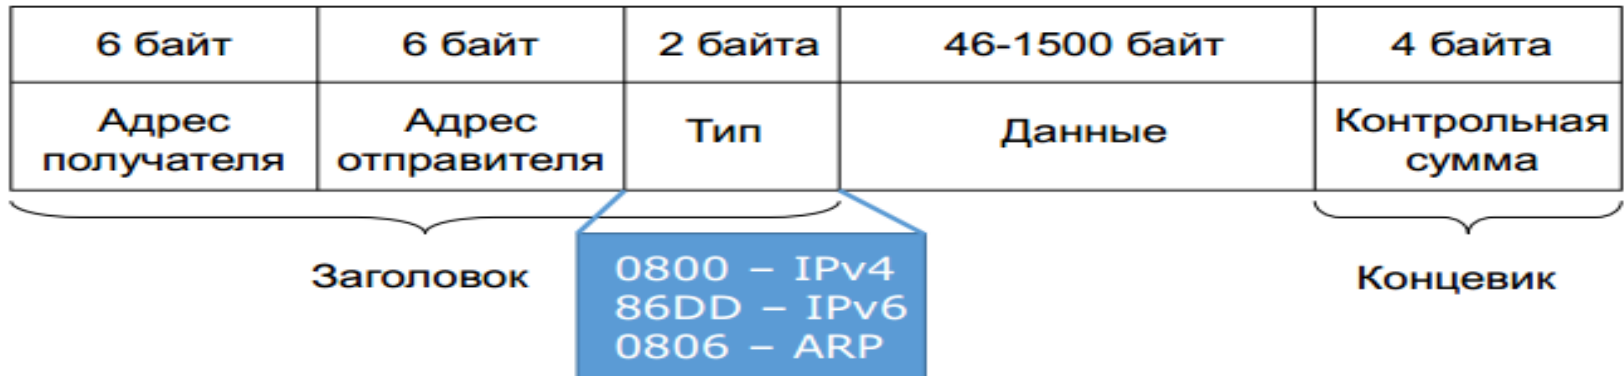 6 байт 6 байт 2 байта 46-1500 байт 4 байта
Адрес получателя
Адрес отправителя
Тип
Данные
Контрольная сумма
Заголовок
0800 – IPv4
86DD – IPv6
0806 – ARP
Концевик